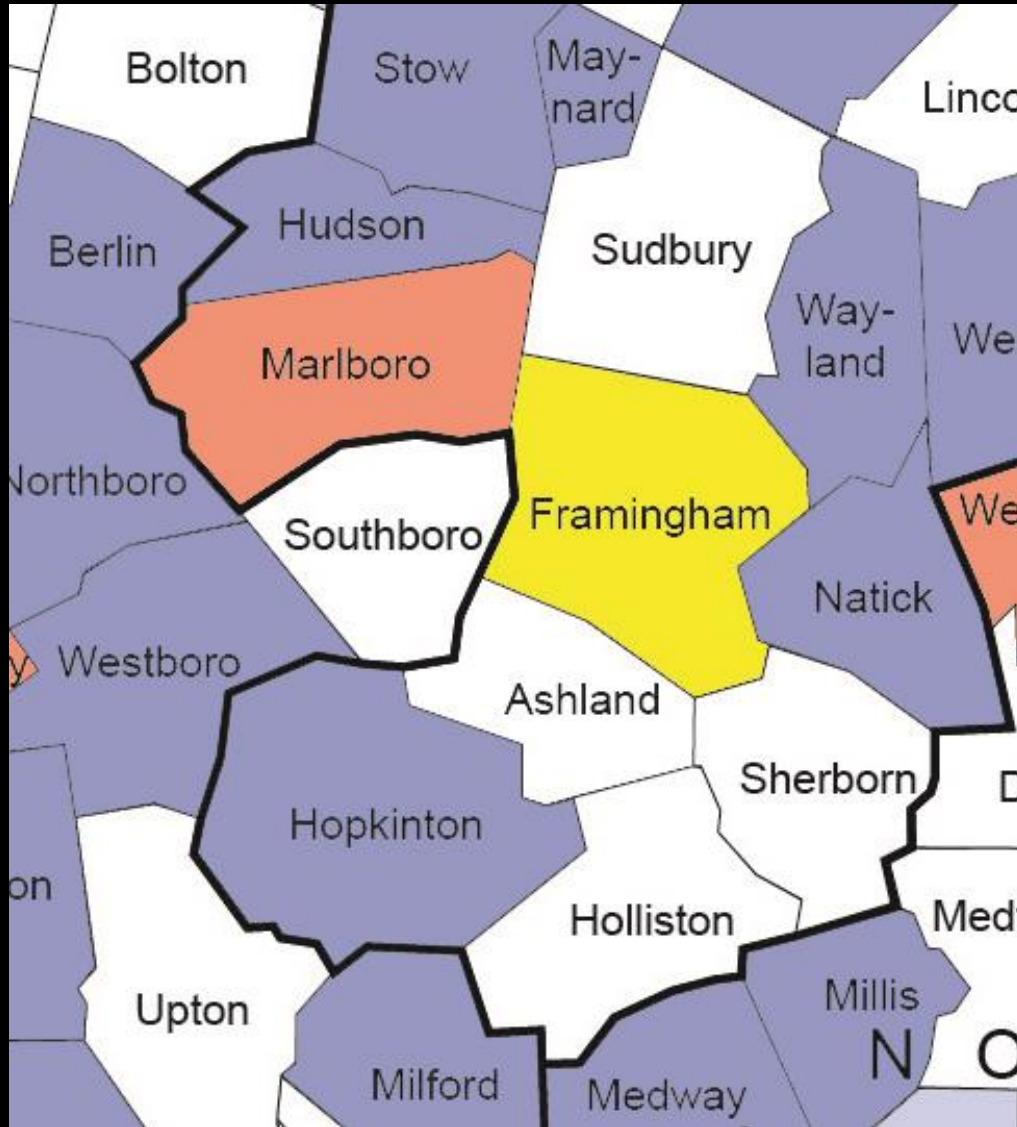 Bolton
Stow
May-
nard
Linco
Berlin
Hudson
Sudbury
Way-
land
We
Marlboro
Northboro
Southboro
Framingham
We
Natick
y
Westboro
Ashland
Sherborn
D
Hopkinton
on
Holliston
Med
Upton
Millis
N O
Milford
Medway